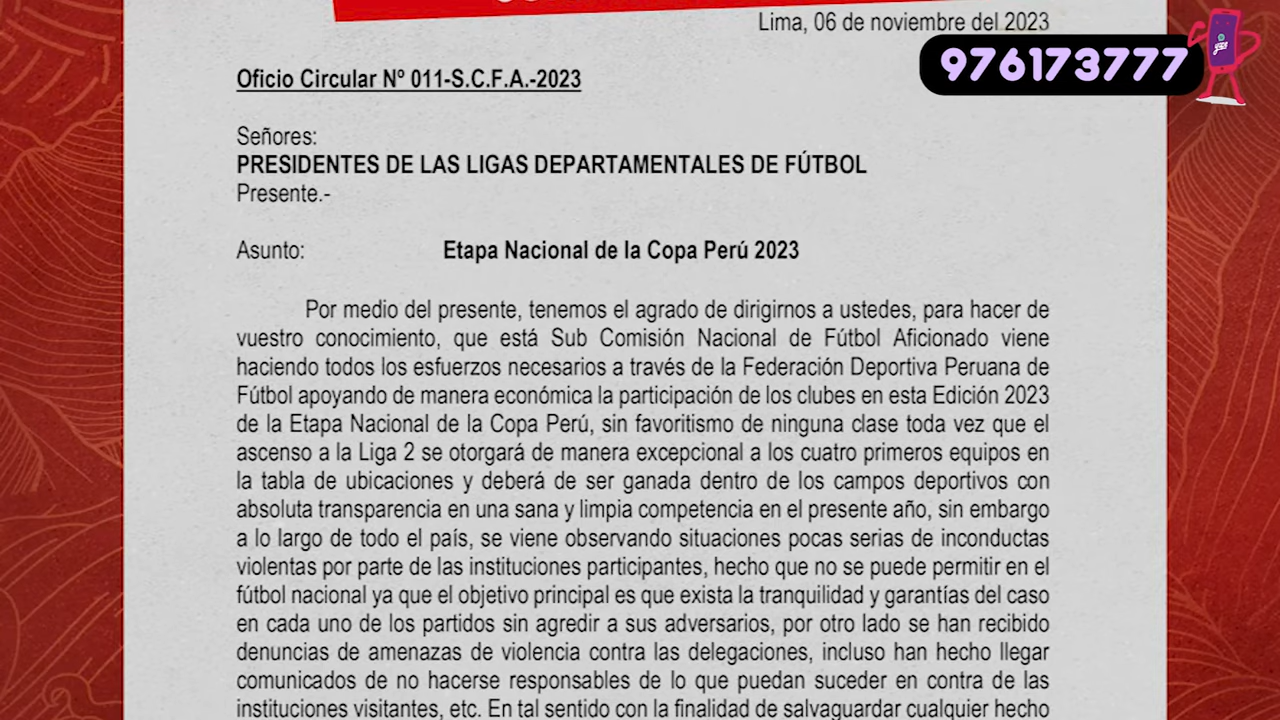 Lima, 06 de noviembre del 2023
976173777
Oficio Circular Nº 011-S.C.F.A.-2023
Señores:
PRESIDENTES DE LAS LIGAS DEPARTAMENTALES DE FÚTBOL
Presente.-
Asunto: Etapa Nacional de la Copa Perú 2023
Por medio del presente, tenemos el agrado de dirigirnos a ustedes, para hacer de
vuestro conocimiento, que está Sub Comisión Nacional de Fútbol Aficionado viene
haciendo todos los esfuerzos necesarios a través de la Federación Deportiva Peruana de
Fútbol apoyando de manera económica la participación de los clubes en esta Edición 2023
de la Etapa Nacional de la Copa Perú, sin favoritismo de ninguna clase toda vez que el
ascenso a la Liga 2 se otorgará de manera excepcional a los cuatro primeros equipos en
la tabla de ubicaciones y deberá de ser ganada dentro de los campos deportivos con
absoluta transparencia en una sana y limpia competencia en el presente año, sin embargo
a lo largo de todo el país, se viene observando situaciones pocas serias de inconductas
violentas por parte de las instituciones participantes, hecho que no se puede permitir en el
fútbol nacional ya que el objetivo principal es que exista la tranquilidad y garantías del caso
en cada uno de los partidos sin agredir a sus adversarios, por otro lado se han recibido
denuncias de amenazas de violencia contra las delegaciones, incluso han hecho llegar
comunicados de no hacerse responsables de lo que puedan suceder en contra de las
instituciones visitantes, etc. En tal sentido con la finalidad de salvaguardar cualquier hecho